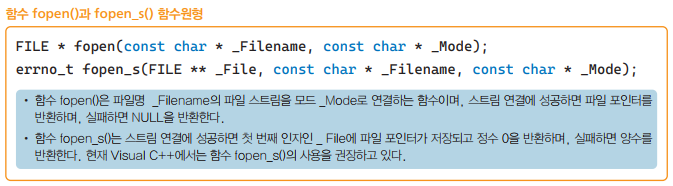 함수 fopen()과 fopen_s() 함수원형
FILE * fopen(const char * _Filename, const char * _Mode);
errno_t fopen_s(FILE ** _File, const char * _Filename, const char * _Mode);
• 함수 fopen()은 파일명 _Filename의 파일 스트림을 모드 _Mode로 연결하는 함수이며, 스트림 연결에 성공하면 파일 포인터를
반환하며, 실패하면 NULL을 반환한다.
• 함수 fopen_s()는 스트림 연결에 성공하면 첫 번째 인자인 _ File에 파일 포인터가 저장되고 정수 0을 반환하며, 실패하면 양수를
반환한다. 현재 Visual C++에서는 함수 fopen_s()의 사용을 권장하고 있다.